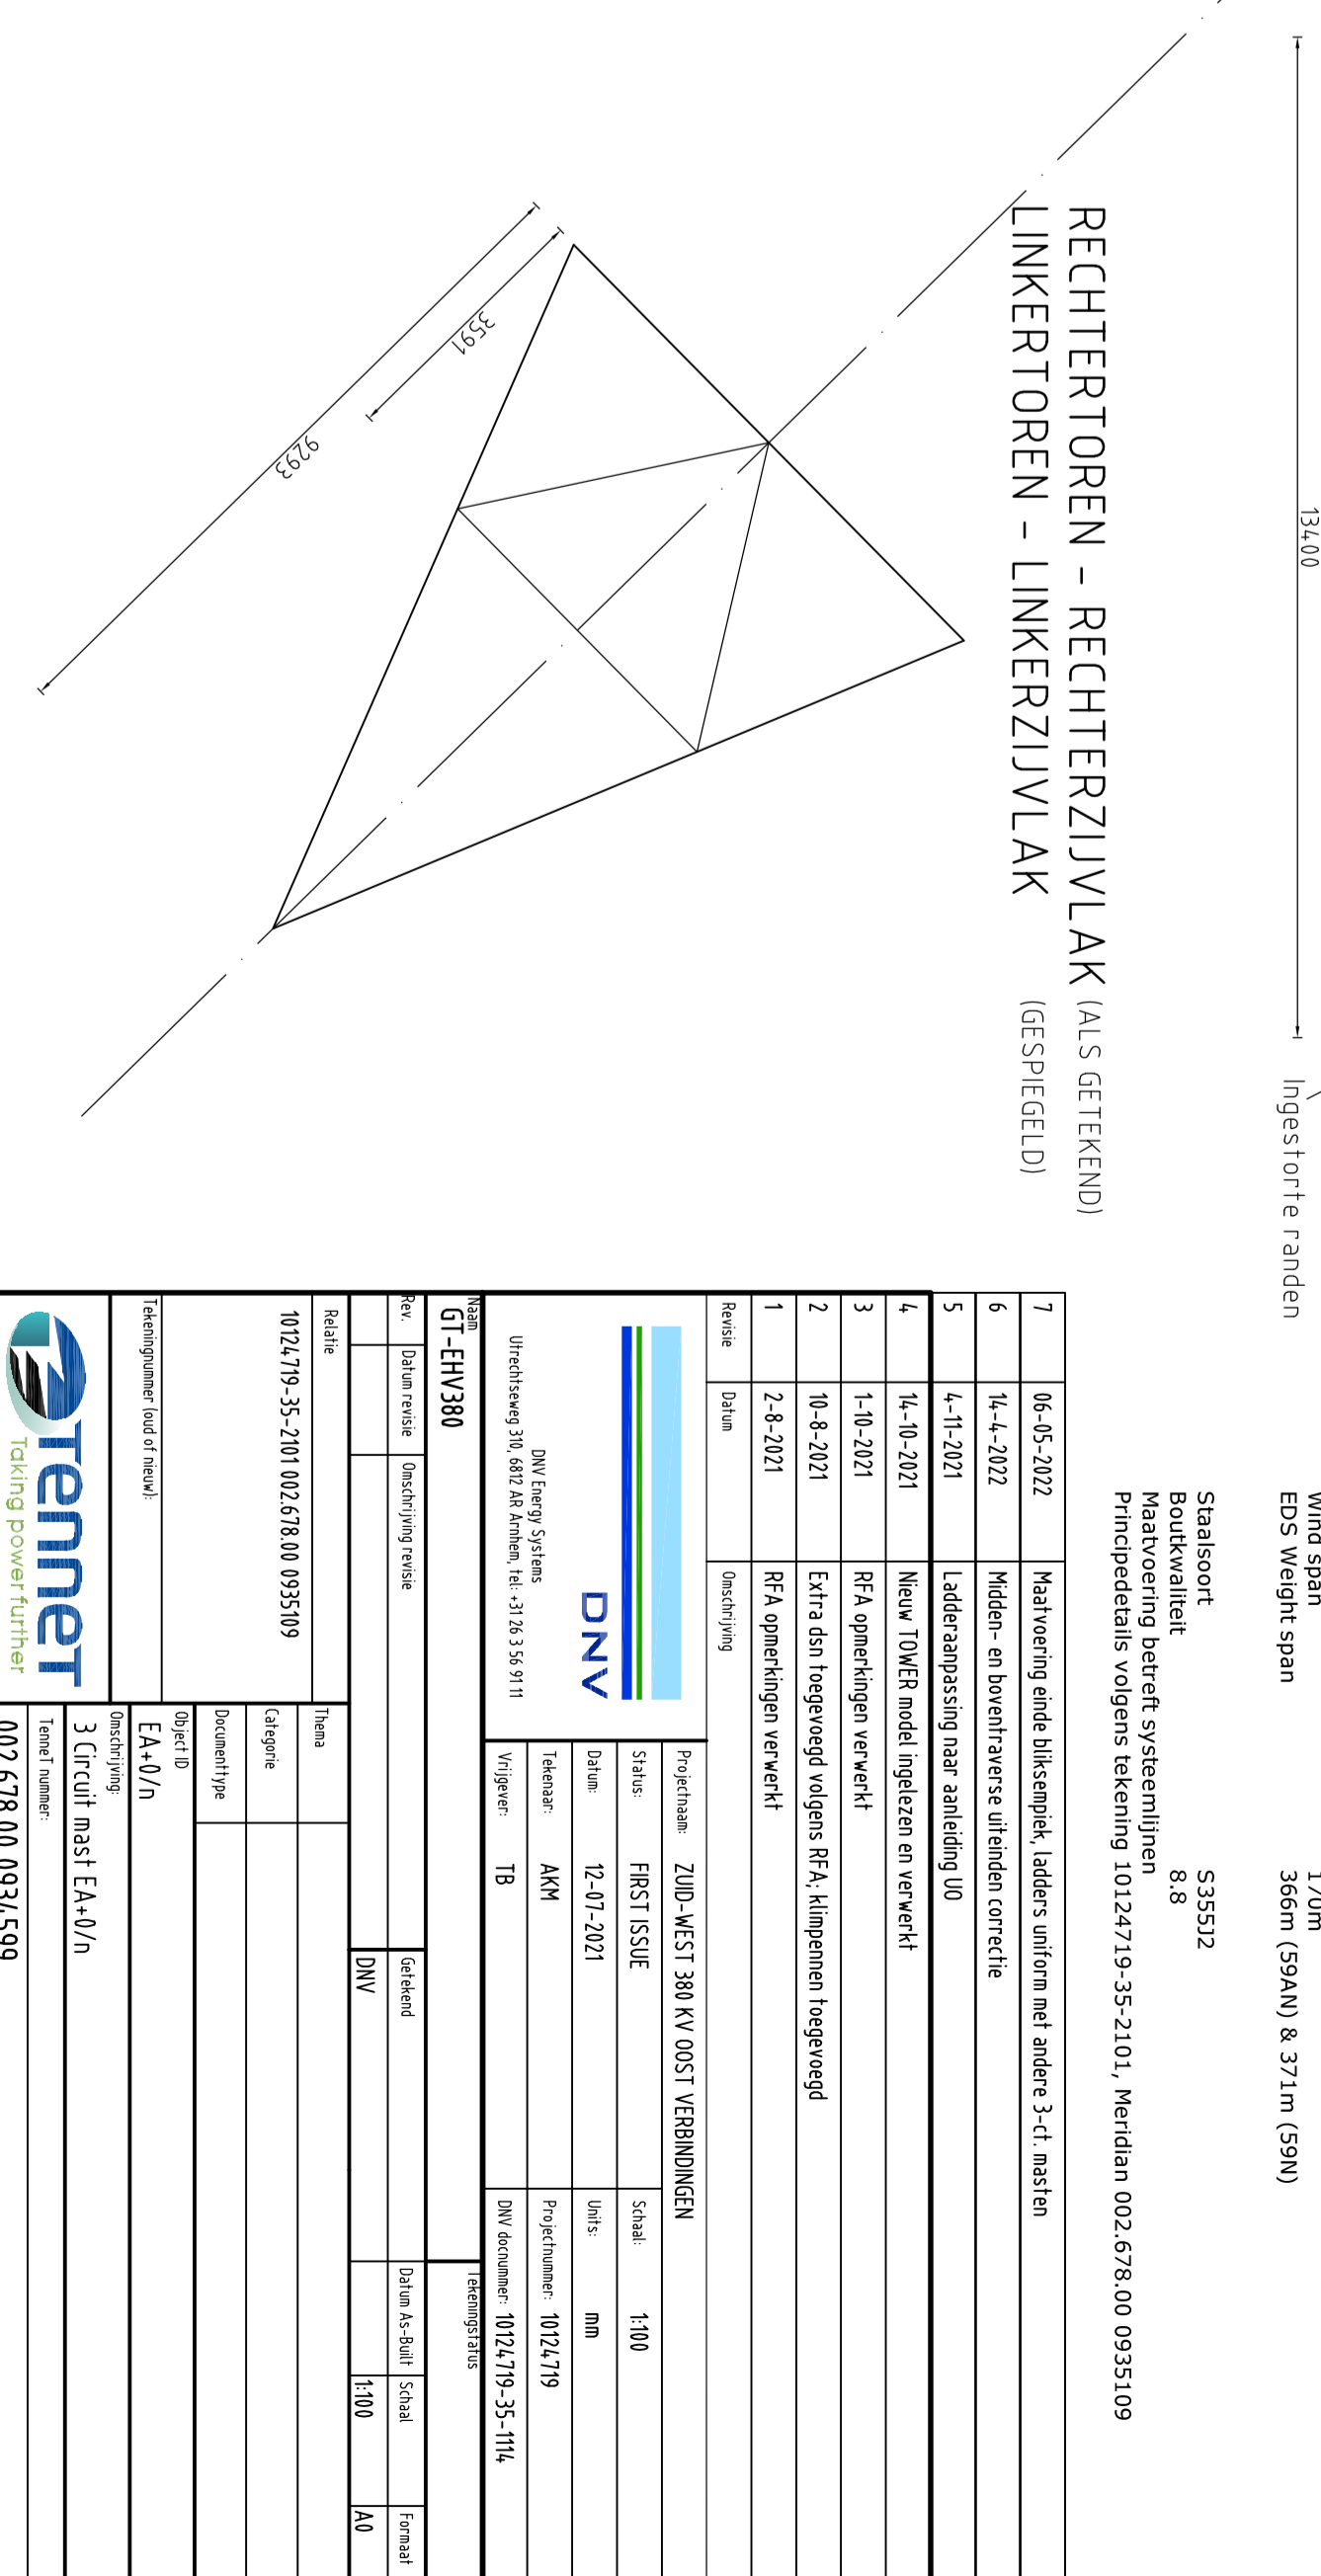 Wind span 170m
EDS Weight span 366m (59AN) & 371m (59N)
Staalsoort S355J2
Boutkwaliteit 8.8
Maatvoering betreft systeemlijnen
Principedetails volgens tekening 10124719-35-2101, Meridian 002.678.00 0935109
13400
Ingestorte randen
RECHTERTOREN - RECHTERZIJVLAK (ALS GETEKEND)
LINKERTOREN - LINKERZIJVLAK (GESPIEGELD)
3591
9293
7 06-05-2022 Maatvoering einde bliksempiek, ladders uniform met andere 3-ct. masten
6 14-4-2022 Midden- en boventraverse uiteinden correctie
5 4-11-2021 Ladderaanpassing naar aanleiding UO
4 14-10-2021 Nieuw TOWER model ingelezen en verwerkt
3 1-10-2021 RFA opmerkingen verwerkt
2 10-8-2021 Extra dsn toegevoegd volgens RFA; klimpennen toegevoegd
1 2-8-2021 RFA opmerkingen verwerkt
Revisie Datum Omschrijving
DNV
DNV Energy Systems
Utrechtseweg 310, 6812 AR Arnhem, tel: +31 26 3 56 91 11
Projectnaam: ZUID-WEST 380 KV OOST VERBINDINGEN
Status: FIRST ISSUE Schaal: 1:100
Datum: 12-07-2021 Units: mm
Tekenaar: AKM Projectnummer: 10124719
Vrijgever: TB DNV docnummer: 10124719-35-1114
Naam Tekeningstatus
GT-EHV380
Rev. Datum revisie Omschrijving revisie Getekend Datum As-Built Schaal Formaat
DNV 1:100 A0
Relatie
10124719-35-2101 002.678.00 0935109
Thema
Categorie
Documenttype
Tekeningnummer (oud of nieuw):
Object ID
EA+0/n
Omschrijving:
3 Circuit mast EA+0/n
TenneT
Taking power further
TenneT nummer:
002.678.00 0934599